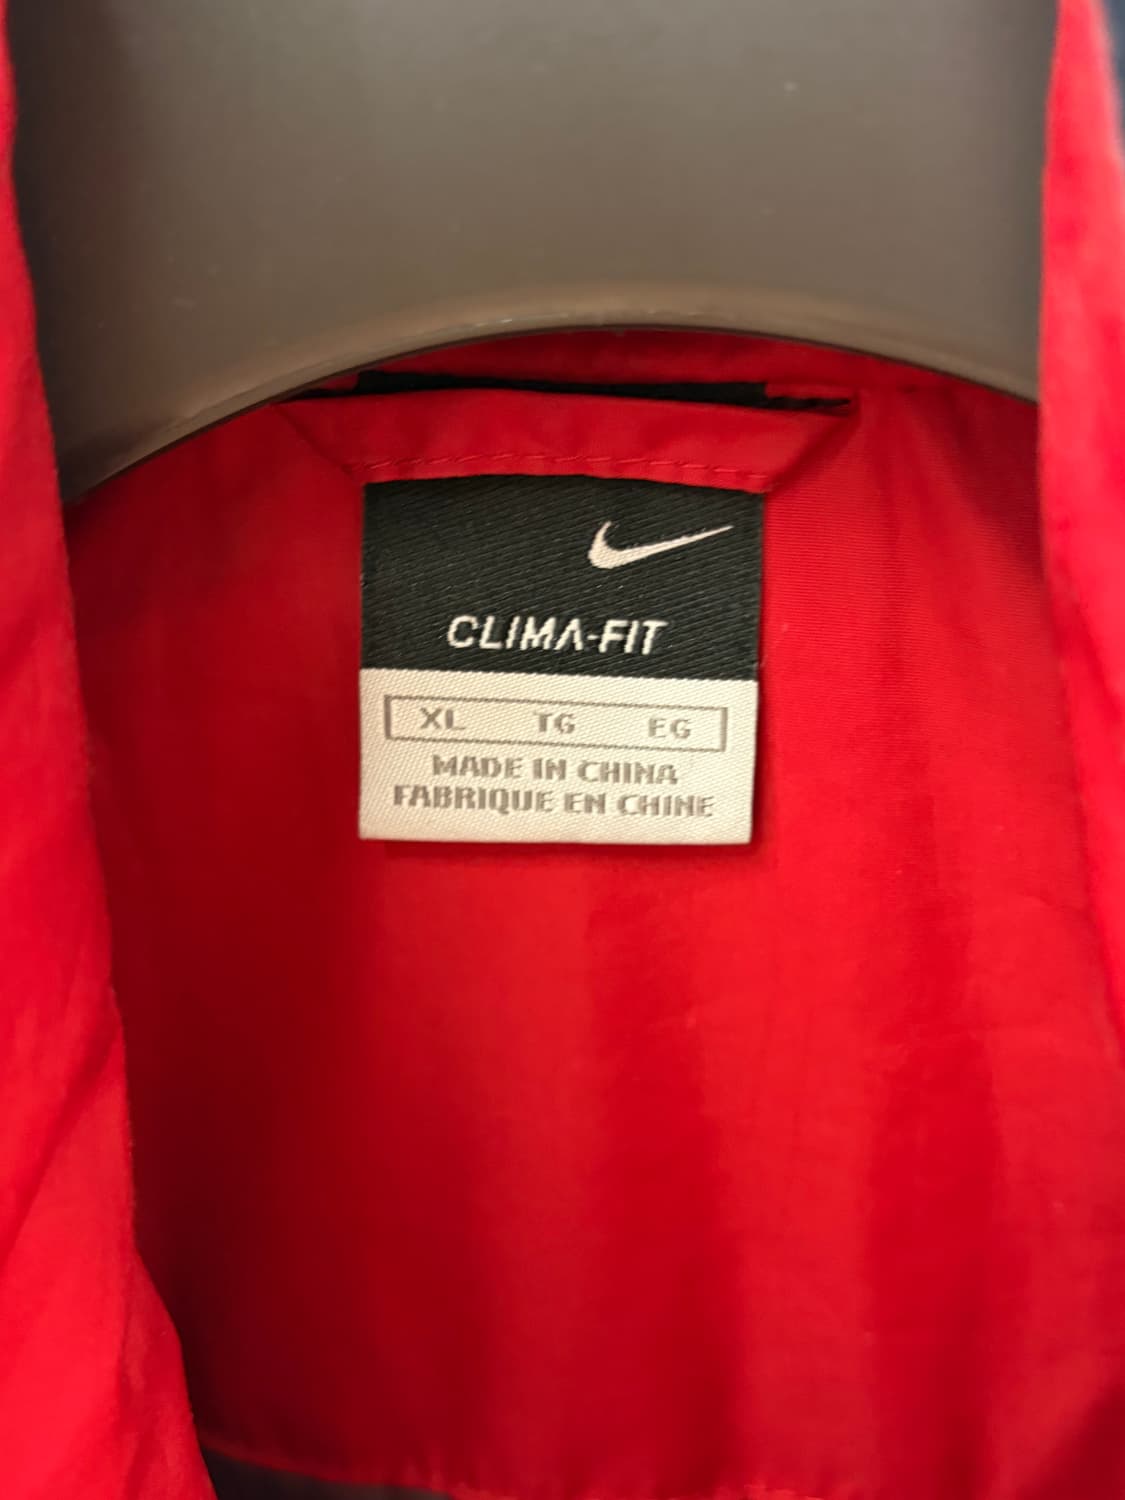 CLIMA-FIT
XL TG EG
MADE IN CHINA
FABRIQUE EN CHINE